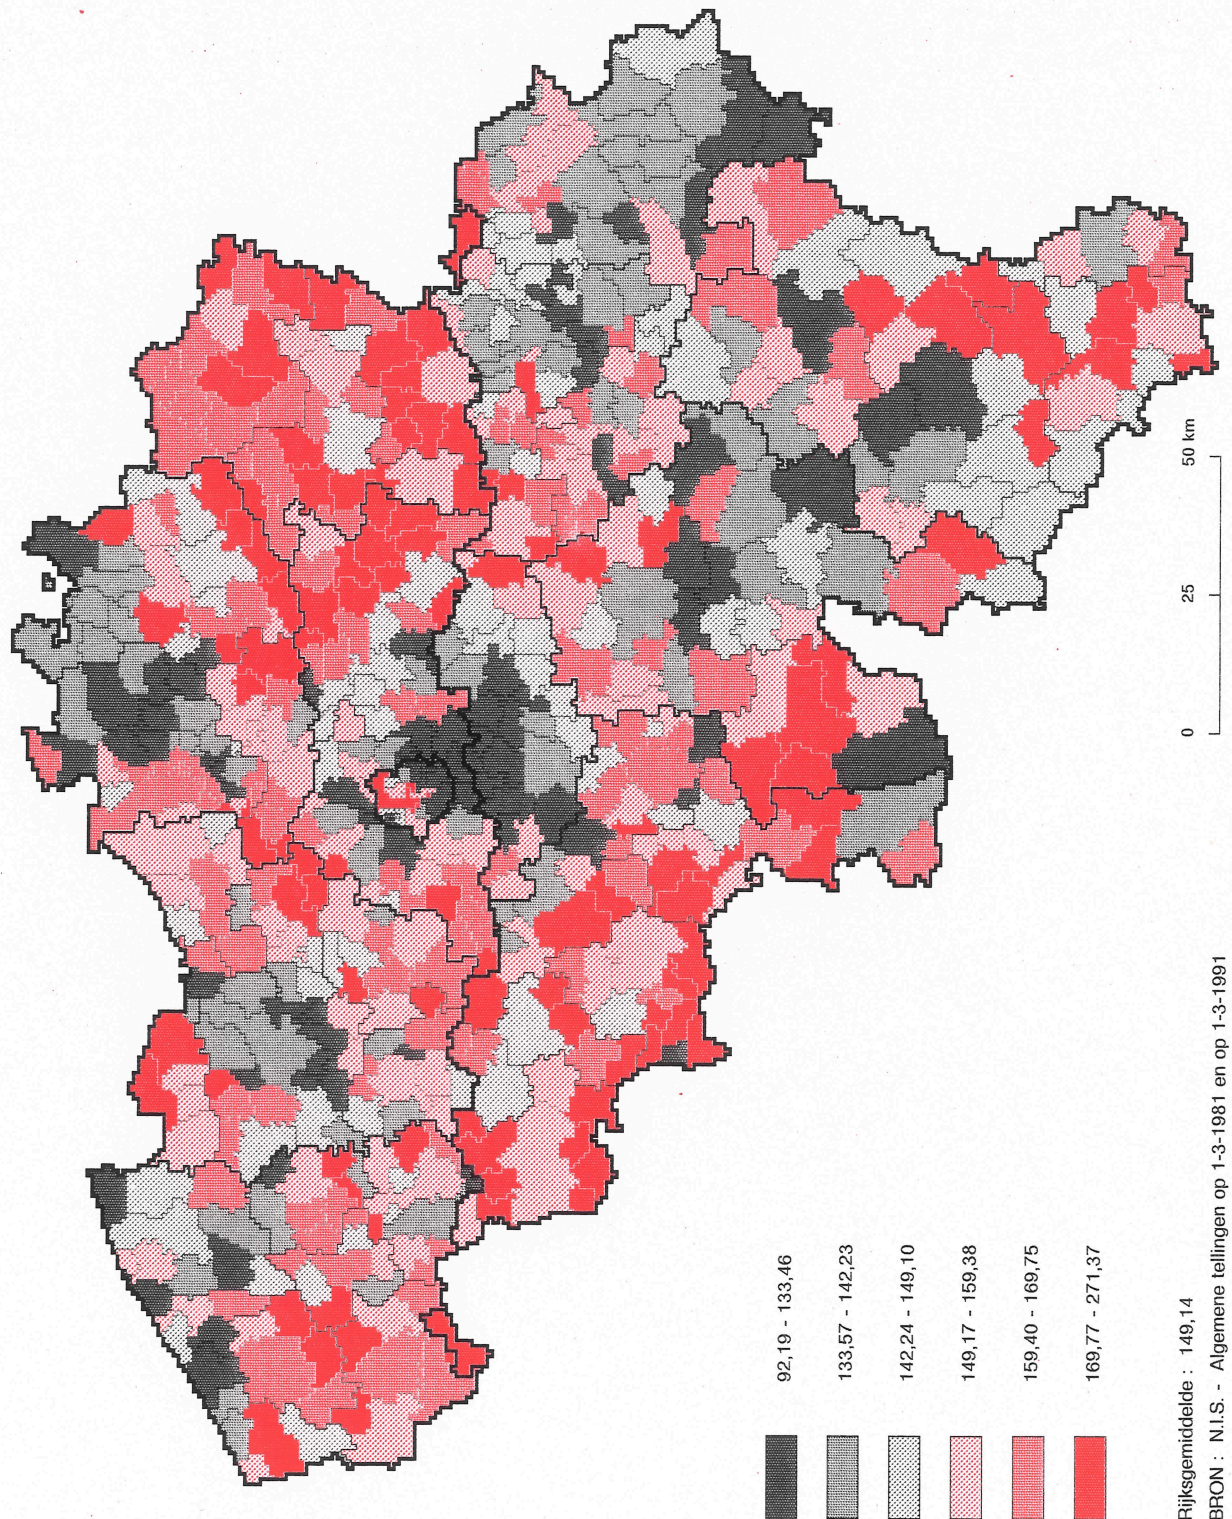 92,19 - 133,46
133,57 - 142,23
142,24 - 149,10
149,17 - 159,38
159,40 - 169,75
169,77 - 271,37
0 25 50 km
Rijksgemiddelde : 149,14
BRON : N.I.S. - Algemene tellingen op 1-3-1981 en op 1-3-1991